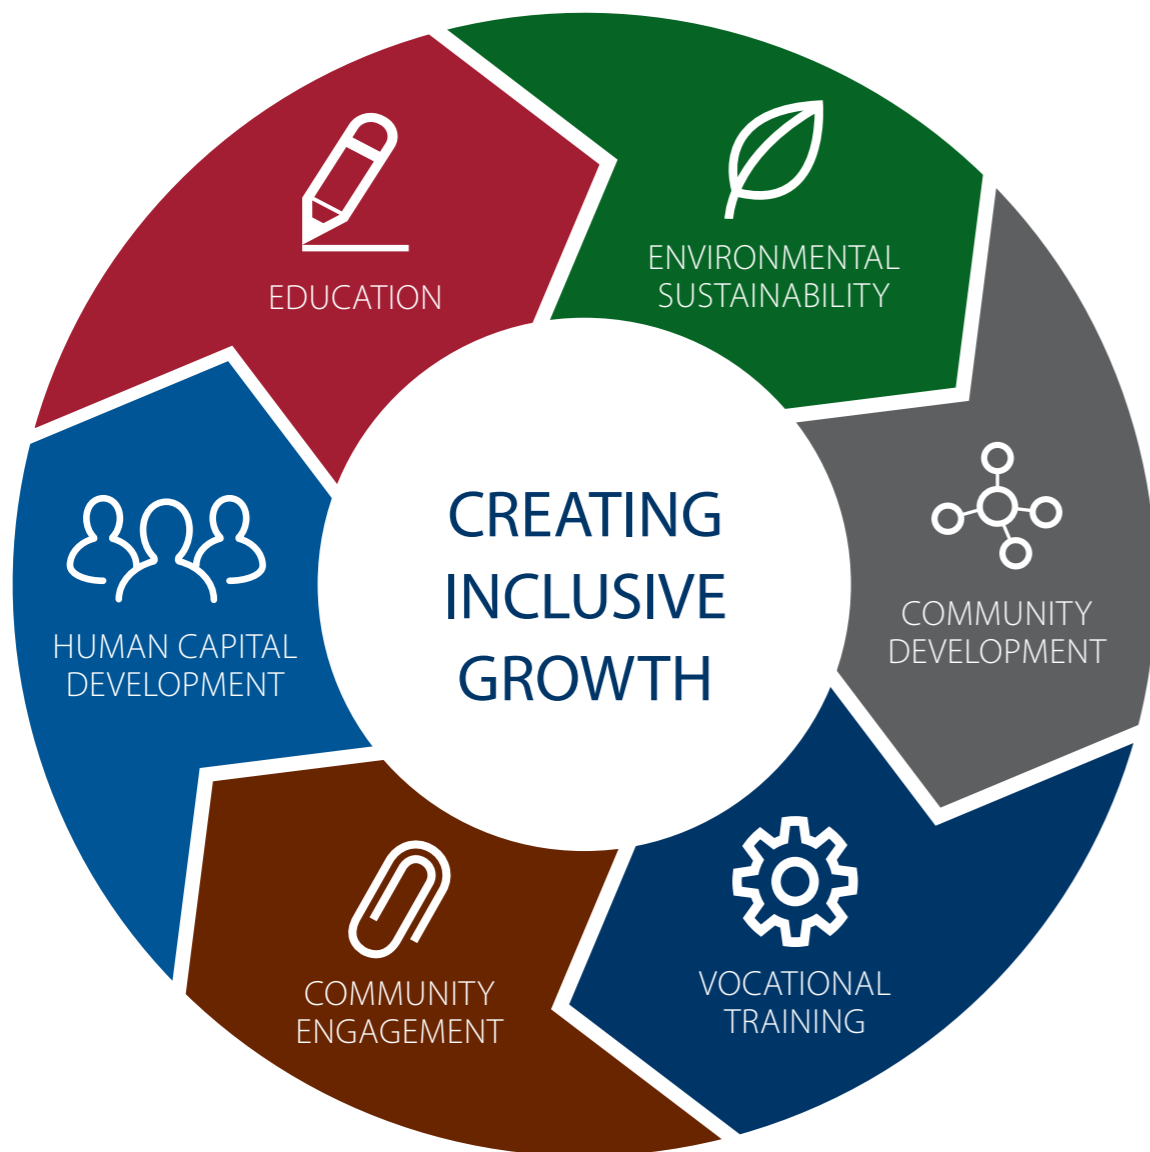 EDUCATION
ENVIRONMENTAL
SUSTAINABILITY
COMMUNITY
DEVELOPMENT
VOCATIONAL
TRAINING
COMMUNITY
ENGAGEMENT
HUMAN CAPITAL
DEVELOPMENT
CREATING
INCLUSIVE
GROWTH